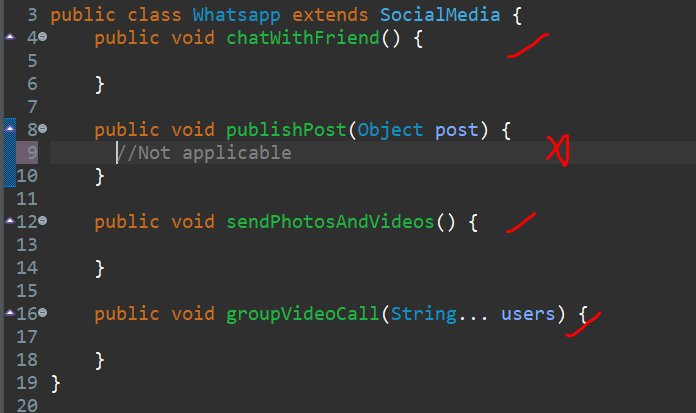 3 public class Whatsapp extends SocialMedia {
4 public void chatWithFriend() {
5
6 }
7
8 public void publishPost(Object post) {
9 //Not applicable
10 }
11
12 public void sendPhotosAndVideos() {
13
14 }
15
16 public void groupVideoCall(String... users) {
17
18 }
19 }
20